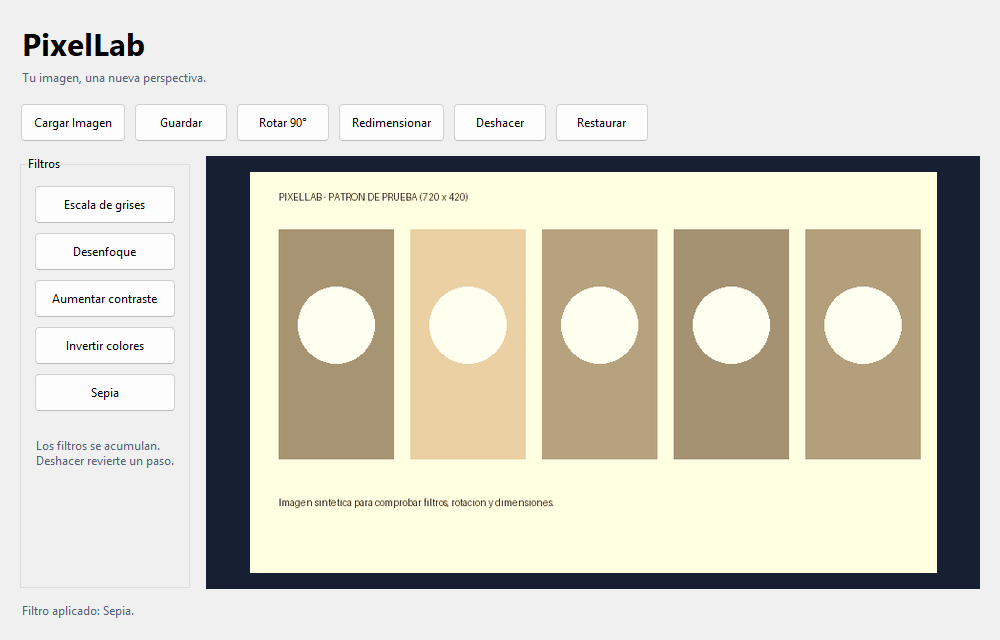 PixelLab
Tu imagen, una nueva perspectiva.
Cargar Imagen
Guardar
Rotar 90°
Redimensionar
Deshacer
Restaurar
Filtros
Escala de grises
Desenfoque
Aumentar contraste
Invertir colores
Sepia
Los filtros se acumulan.
Deshacer revierte un paso.
PIXELLAB - PATRON DE PRUEBA (720 x 420)
Imagen sintetica para comprobar filtros, rotacion y dimensiones.
Filtro aplicado: Sepia.